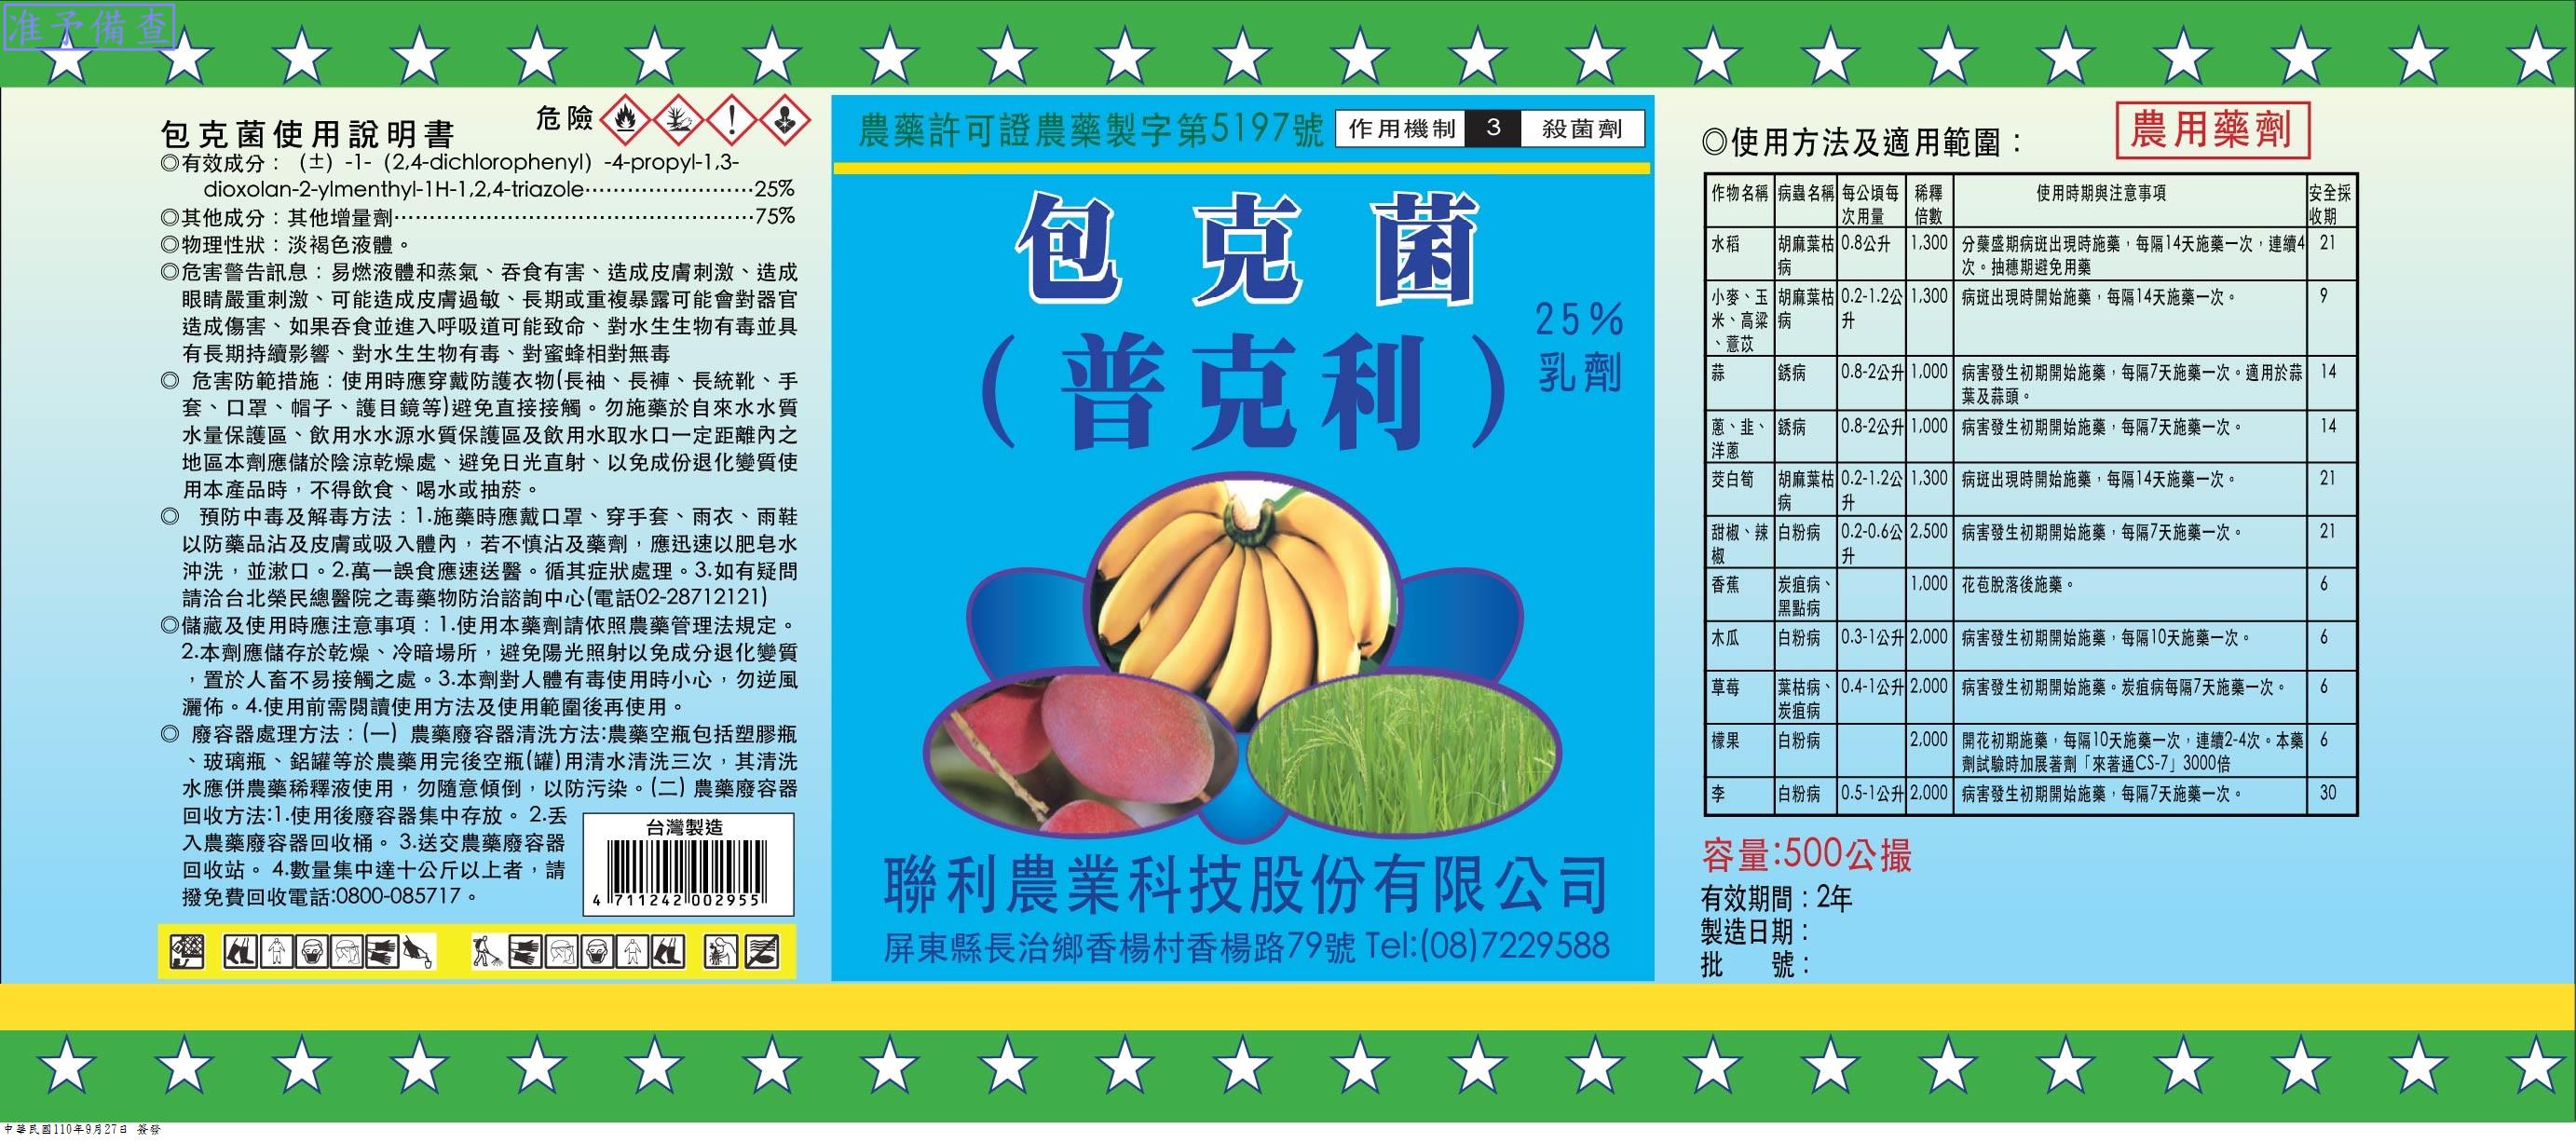 准予備查
包克菌使用說明書
危險
◎有效成分：（±）-1-（2,4-dichlorophenyl）-4-propyl-1,3-
dioxolan-2-ylmenthyl-1H-1,2,4-triazole························25%
◎其他成分：其他增量劑···················································75%
◎物理性狀：淡褐色液體。
◎危害警告訊息：易燃液體和蒸氣、吞食有害、造成皮膚刺激、造成
眼睛嚴重刺激、可能造成皮膚過敏、長期或重複暴露可能會對器官
造成傷害、如果吞食並進入呼吸道可能致命、對水生生物有毒並具
有長期持續影響、對水生生物有毒、對蜜蜂相對無毒
◎ 危害防範措施：使用時應穿戴防護衣物(長袖、長褲、長統靴、手
套、口罩、帽子、護目鏡等)避免直接接觸。勿施藥於自來水水質
水量保護區、飲用水水源水質保護區及飲用水取水口一定距離內之
地區本劑應儲於陰涼乾燥處、避免日光直射、以免成份退化變質使
用本產品時，不得飲食、喝水或抽菸。
◎ 預防中毒及解毒方法：1.施藥時應戴口罩、穿手套、雨衣、雨鞋
以防藥品沾及皮膚或吸入體內，若不慎沾及藥劑，應迅速以肥皂水
沖洗，並漱口。2.萬一誤食應速送醫。循其症狀處理。3.如有疑問
請洽台北榮民總醫院之毒藥物防治諮詢中心(電話02-28712121)
◎儲藏及使用時應注意事項：1.使用本藥劑請依照農藥管理法規定。
2.本劑應儲存於乾燥、冷暗場所，避免陽光照射以免成分退化變質
，置於人畜不易接觸之處。3.本劑對人體有毒使用時小心，勿逆風
灑佈。4.使用前需閱讀使用方法及使用範圍後再使用。
◎ 廢容器處理方法：(一) 農藥廢容器清洗方法:農藥空瓶包括塑膠瓶
、玻璃瓶、鋁罐等於農藥用完後空瓶(罐)用清水清洗三次，其清洗
水應併農藥稀釋液使用，勿隨意傾倒，以防污染。(二) 農藥廢容器
回收方法:1.使用後廢容器集中存放。 2.丟
入農藥廢容器回收桶。 3.送交農藥廢容器
回收站。 4.數量集中達十公斤以上者，請
撥免費回收電話:0800-085717。
台灣製造
4 711242 002955
農藥許可證農藥製字第5197號 作用機制 3 殺菌劑
包克菌
（普克利）
25%
乳劑
聯利農業科技股份有限公司
屏東縣長治鄉香楊村香楊路79號 Tel:(08)7229588
◎使用方法及適用範圍：
農用藥劑
作物名稱 病蟲名稱 每公頃每次用量 稀釋倍數 使用時期與注意事項 安全採收期
水稻 胡麻葉枯病 0.8公升 1,300 分蘗盛期病斑出現時施藥，每隔14天施藥一次，連續4次。抽穗期避免用藥 21
小麥、玉米、高粱、薏苡 胡麻葉枯病 0.2-1.2公升 1,300 病斑出現時開始施藥，每隔14天施藥一次。 9
蒜 銹病 0.8-2公升 1,000 病害發生初期開始施藥，每隔7天施藥一次。適用於蒜葉及蒜頭。 14
蔥、韭、洋蔥 銹病 0.8-2公升 1,000 病害發生初期開始施藥，每隔7天施藥一次。 14
茭白筍 胡麻葉枯病 0.2-1.2公升 1,300 病斑出現時開始施藥，每隔14天施藥一次。 21
甜椒、辣椒 白粉病 0.2-0.6公升 2,500 病害發生初期開始施藥，每隔7天施藥一次。 21
香蕉 炭疽病、黑點病 1,000 花苞脫落後施藥。 6
木瓜 白粉病 0.3-1公升 2,000 病害發生初期開始施藥，每隔10天施藥一次。 6
草莓 葉枯病、炭疽病 0.4-1公升 2,000 病害發生初期開始施藥。炭疽病每隔7天施藥一次。 6
檬果 白粉病 2,000 開花初期施藥，每隔10天施藥一次，連續2-4次。本藥劑試驗時加展著劑「來著通CS-7」3000倍 6
李 白粉病 0.5-1公升 2,000 病害發生初期開始施藥，每隔7天施藥一次。 30
容量:500公撮
有效期間：2年
製造日期：
批　　號：
中華民國110年9月27日 簽發